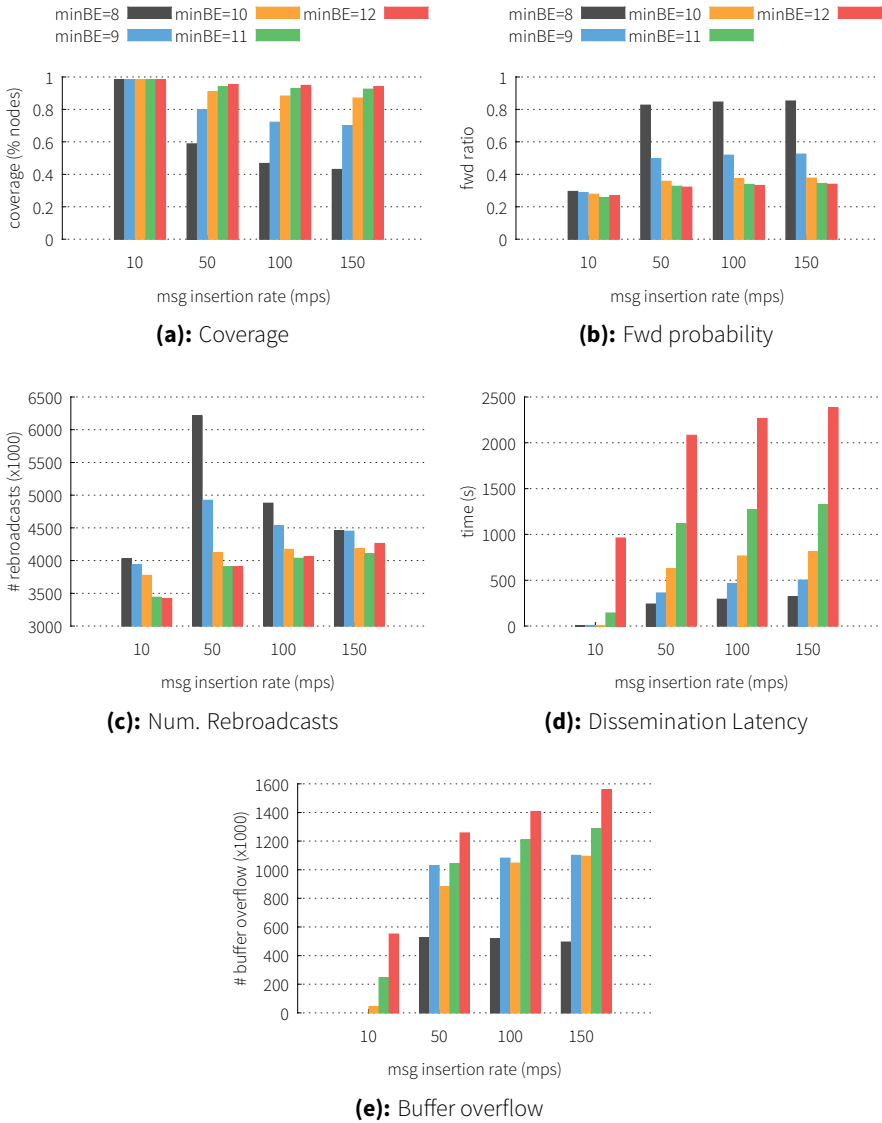 minBE=8 minBE=10 minBE=12
minBE=9 minBE=11
coverage (% nodes)
1
0.8
0.6
0.4
0.2
0
10 50 100 150
msg insertion rate (mps)
(a): Coverage
minBE=8 minBE=10 minBE=12
minBE=9 minBE=11
fwd ratio
1
0.8
0.6
0.4
0.2
0
10 50 100 150
msg insertion rate (mps)
(b): Fwd probability
# rebroadcasts (x1000)
6500
6000
5500
5000
4500
4000
3500
3000
10 50 100 150
msg insertion rate (mps)
(c): Num. Rebroadcasts
time (s)
2500
2000
1500
1000
500
0
10 50 100 150
msg insertion rate (mps)
(d): Dissemination Latency
# buffer overflow (x1000)
1600
1400
1200
1000
800
600
400
200
0
10 50 100 150
msg insertion rate (mps)
(e): Buffer overflow